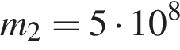 m₂ = 5 · 10⁸